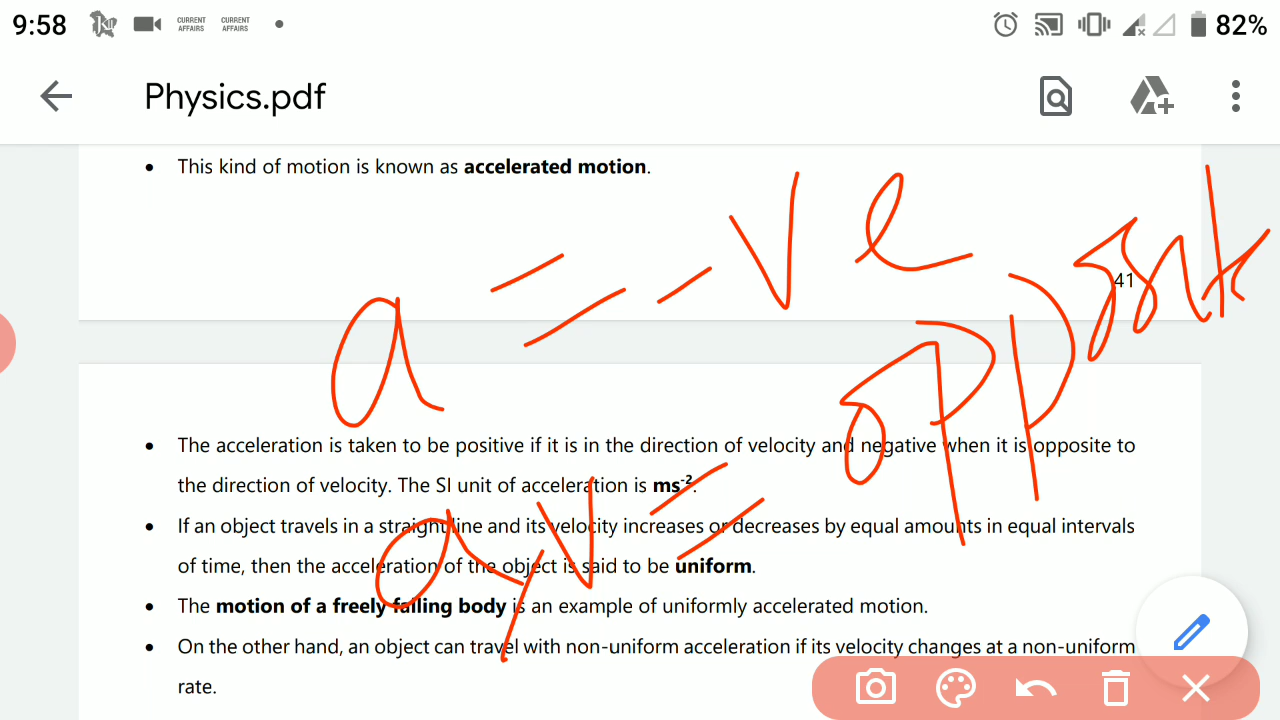 9:58 CURRENT AFFAIRS CURRENT AFFAIRS 82%
Physics.pdf
• This kind of motion is known as accelerated motion.
a = -ve
41
opp
• The acceleration is taken to be positive if it is in the direction of velocity and negative when it is opposite to
the direction of velocity. The SI unit of acceleration is ms⁻².
• If an object travels in a straight line and its velocity increases or decreases by equal amounts in equal intervals
a, v =
of time, then the acceleration of the object is said to be uniform.
• The motion of a freely falling body is an example of uniformly accelerated motion.
• On the other hand, an object can travel with non-uniform acceleration if its velocity changes at a non-uniform
rate.